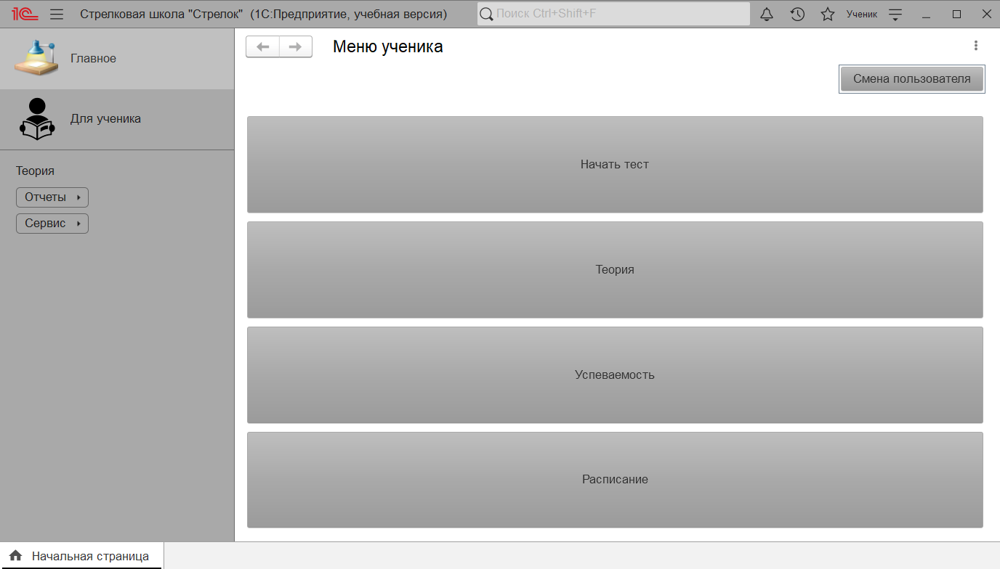 1С Стрелковая школа "Стрелок" (1С:Предприятие, учебная версия) Поиск Ctrl+Shift+F Ученик
Главное
Для ученика
Теория
Отчеты
Сервис
Меню ученика
Смена пользователя
Начать тест
Теория
Успеваемость
Расписание
Начальная страница